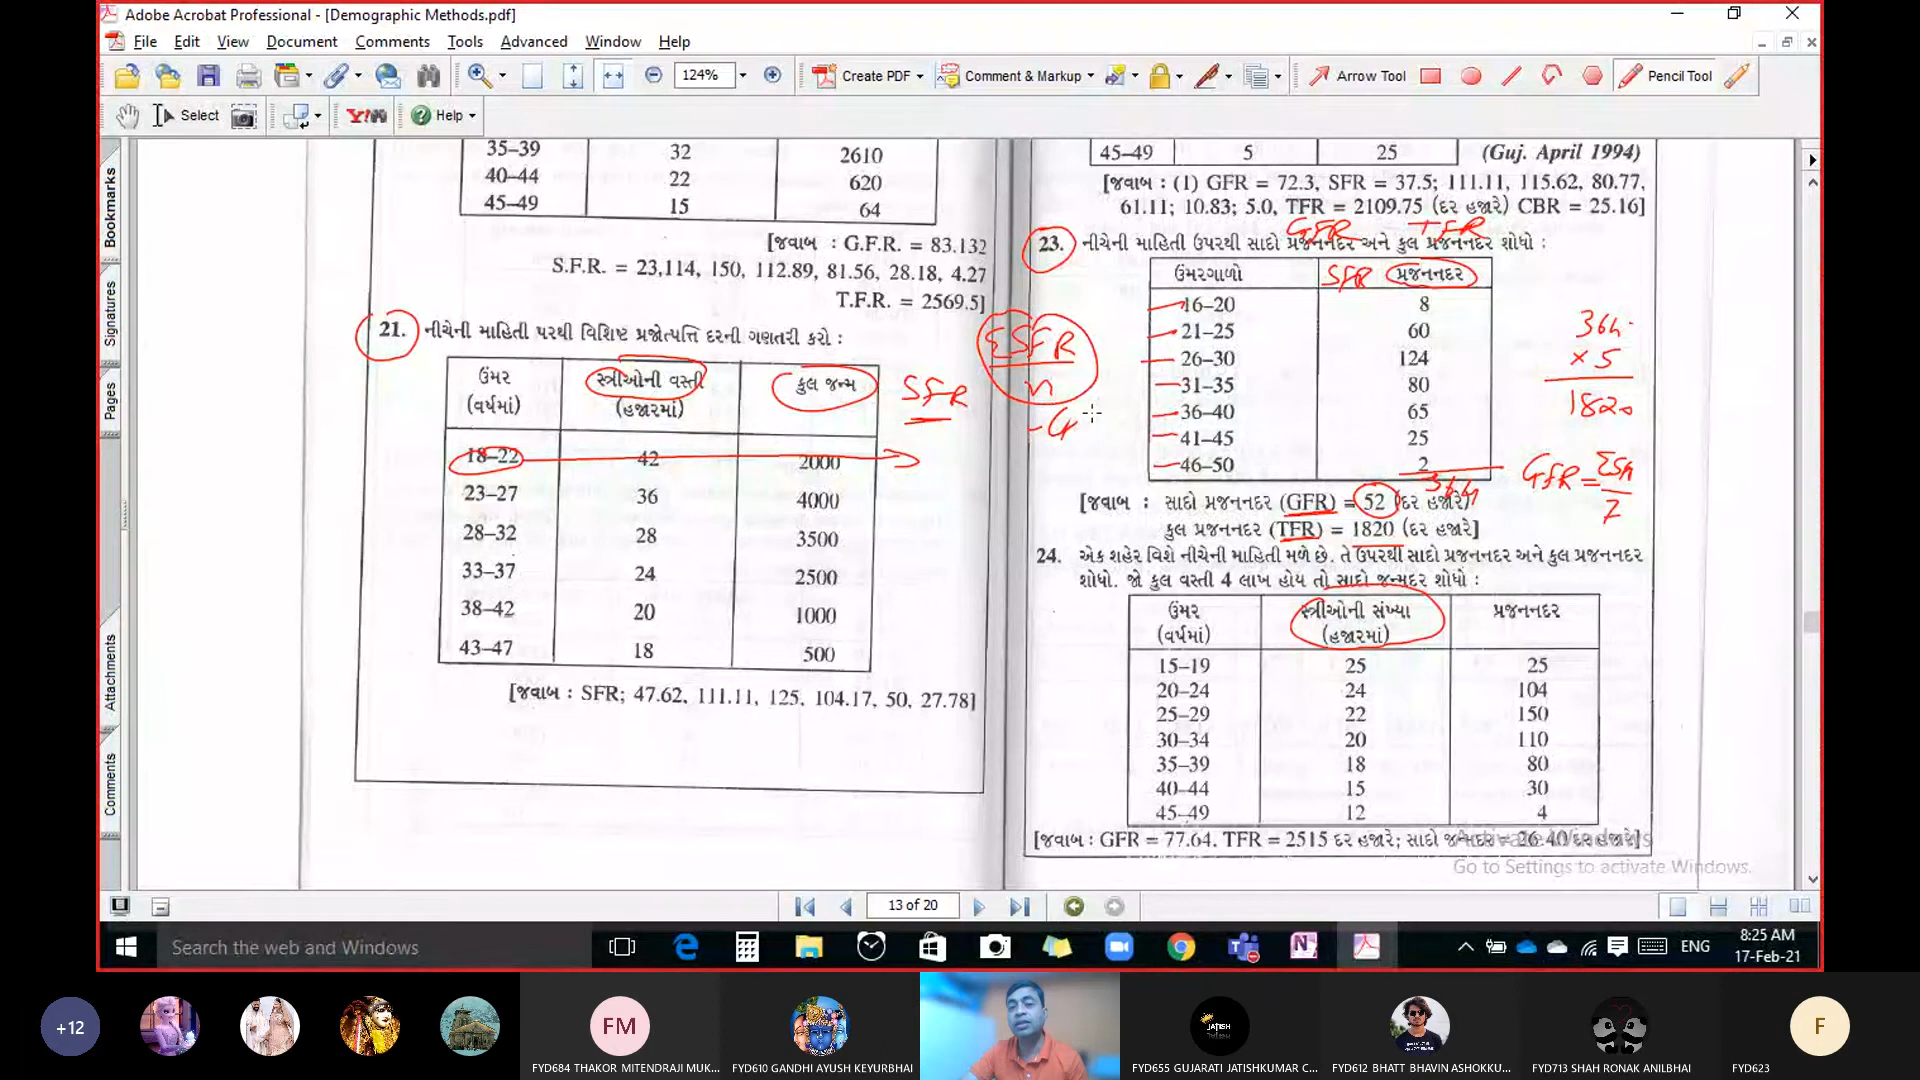 Adobe Acrobat Professional - [Demographic Methods.pdf]
File Edit View Document Comments Tools Advanced Window Help
124% Create PDF Comment & Markup Arrow Tool Pencil Tool
Select Y! Help
Bookmarks
Signatures
Pages
Attachments
Comments
35–39 32 2610
40–44 22 620
45–49 15 64
[જવાબ : G.F.R. = 83.132
S.F.R. = 23,114, 150, 112.89, 81.56, 28.18, 4.27
T.F.R. = 2569.5]
21. નીચેની માહિતી પરથી વિશિષ્ટ પ્રજોત્પત્તિ દરની ગણતરી કરો :
ઉંમર સ્ત્રીઓની વસ્તી કુલ જન્મ SFR
(વર્ષમાં) (હજારમાં)
18–22 42 2000
23–27 36 4000
28–32 28 3500
33–37 24 2500
38–42 20 1000
43–47 18 500
[જવાબ : SFR; 47.62, 111.11, 125, 104.17, 50, 27.78]
45–49 5 25 (Guj. April 1994)
[જવાબ : (1) GFR = 72.3, SFR = 37.5; 111.11, 115.62, 80.77,
61.11; 10.83; 5.0, TFR = 2109.75 (દર હજારે) CBR = 25.16]
GFR TFR
23. નીચેની માહિતી ઉપરથી સાદો પ્રજનનદર અને કુલ પ્રજનનદર શોધો :
ઉંમરગાળો SFR પ્રજનનદર
16–20 8
21–25 60
26–30 124
31–35 80
36–40 65
41–45 25
46–50 2
364
ΣSFR
n
364
× 5
1820
GFR =
7
[જવાબ : સાદો પ્રજનનદર (GFR) = 52 (દર હજારે)
કુલ પ્રજનનદર (TFR) = 1820 (દર હજારે]
24. એક શહેર વિશે નીચેની માહિતી મળે છે. તે ઉપરથી સાદો પ્રજનનદર અને કુલ પ્રજનનદર
શોધો. જો કુલ વસ્તી 4 લાખ હોય તો સાદો જન્મદર શોધો :
ઉંમર સ્ત્રીઓની સંખ્યા પ્રજનનદર
(વર્ષમાં) (હજારમાં)
15–19 25 25
20–24 24 104
25–29 22 150
30–34 20 110
35–39 18 80
40–44 15 30
45–49 12 4
[જવાબ : GFR = 77.64. TFR = 2515 દર હજારે; સાદો જન્મદર = 26.40 દર હજારે]
Activate Windows
Go to Settings to activate Windows.
13 of 20
Search the web and Windows
ENG
8:25 AM
17-Feb-21
+12
FM
JATISH
F
FYD684 THAKOR MITENDRAJI MUK...
FYD610 GANDHI AYUSH KEYURBHAI
FYD655 GUJARATI JATISHKUMAR C...
FYD612 BHATT BHAVIN ASHOKKU...
FYD713 SHAH RONAK ANILBHAI
FYD623